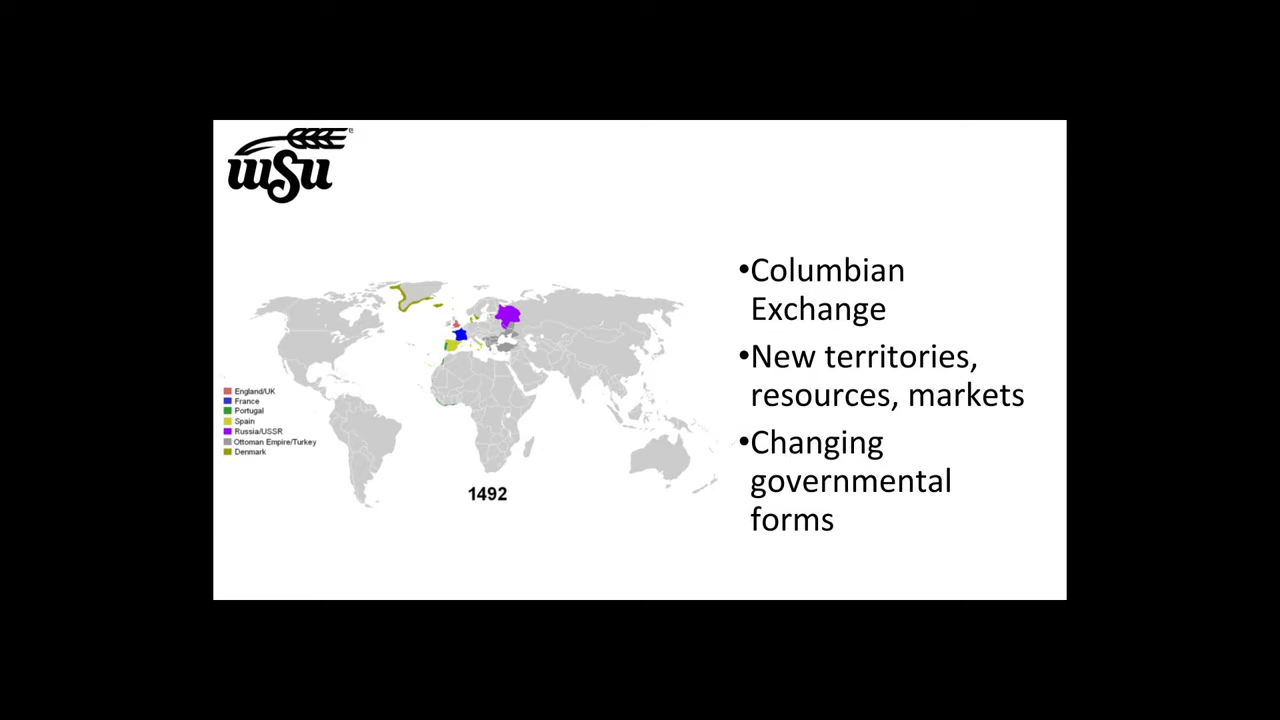 wsu
•Columbian
Exchange
•New territories,
resources, markets
•Changing
governmental
forms
England/UK
France
Portugal
Spain
Russia/USSR
Ottoman Empire/Turkey
Denmark
1492